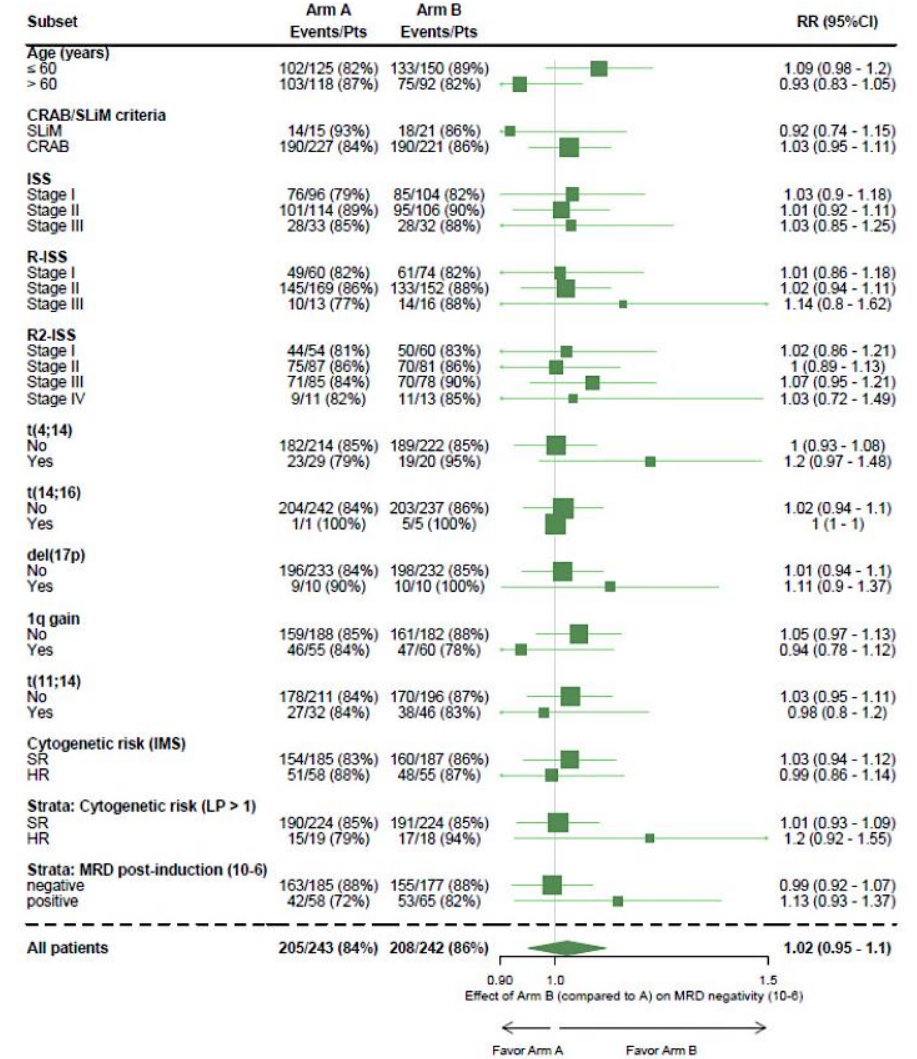 Subset Arm A Arm B RR (95%CI)
Events/Pts Events/Pts
Age (years)
≤ 60 102/125 (82%) 133/150 (89%) 1.09 (0.98 - 1.2)
> 60 103/118 (87%) 75/92 (82%) 0.93 (0.83 - 1.05)
CRAB/SLiM criteria
SLiM 14/15 (93%) 18/21 (86%) 0.92 (0.74 - 1.15)
CRAB 190/227 (84%) 190/221 (86%) 1.03 (0.95 - 1.11)
ISS
Stage I 76/96 (79%) 85/104 (82%) 1.03 (0.9 - 1.18)
Stage II 101/114 (89%) 95/106 (90%) 1.01 (0.92 - 1.11)
Stage III 28/33 (85%) 28/32 (88%) 1.03 (0.85 - 1.25)
R-ISS
Stage I 49/60 (82%) 61/74 (82%) 1.01 (0.86 - 1.18)
Stage II 145/169 (86%) 133/152 (88%) 1.02 (0.94 - 1.11)
Stage III 10/13 (77%) 14/16 (88%) 1.14 (0.8 - 1.62)
R2-ISS
Stage I 44/54 (81%) 50/60 (83%) 1.02 (0.86 - 1.21)
Stage II 75/87 (86%) 70/81 (86%) 1 (0.89 - 1.13)
Stage III 71/85 (84%) 70/78 (90%) 1.07 (0.95 - 1.21)
Stage IV 9/11 (82%) 11/13 (85%) 1.03 (0.72 - 1.49)
t(4;14)
No 182/214 (85%) 189/222 (85%) 1 (0.93 - 1.08)
Yes 23/29 (79%) 19/20 (95%) 1.2 (0.97 - 1.48)
t(14;16)
No 204/242 (84%) 203/237 (86%) 1.02 (0.94 - 1.1)
Yes 1/1 (100%) 5/5 (100%) 1 (1 - 1)
del(17p)
No 196/233 (84%) 198/232 (85%) 1.01 (0.94 - 1.1)
Yes 9/10 (90%) 10/10 (100%) 1.11 (0.9 - 1.37)
1q gain
No 159/188 (85%) 161/182 (88%) 1.05 (0.97 - 1.13)
Yes 46/55 (84%) 47/60 (78%) 0.94 (0.78 - 1.12)
t(11;14)
No 178/211 (84%) 170/196 (87%) 1.03 (0.95 - 1.11)
Yes 27/32 (84%) 38/46 (83%) 0.98 (0.8 - 1.2)
Cytogenetic risk (IMS)
SR 154/185 (83%) 160/187 (86%) 1.03 (0.94 - 1.12)
HR 51/58 (88%) 48/55 (87%) 0.99 (0.86 - 1.14)
Strata: Cytogenetic risk (LP > 1)
SR 190/224 (85%) 191/224 (85%) 1.01 (0.93 - 1.09)
HR 15/19 (79%) 17/18 (94%) 1.2 (0.92 - 1.55)
Strata: MRD post-induction (10-6)
negative 163/185 (88%) 155/177 (88%) 0.99 (0.92 - 1.07)
positive 42/58 (72%) 53/65 (82%) 1.13 (0.93 - 1.37)
All patients 205/243 (84%) 208/242 (86%) 1.02 (0.95 - 1.1)
0.90 1.0 1.5
Effect of Arm B (compared to A) on MRD negativity (10-6)
Favor Arm A Favor Arm B